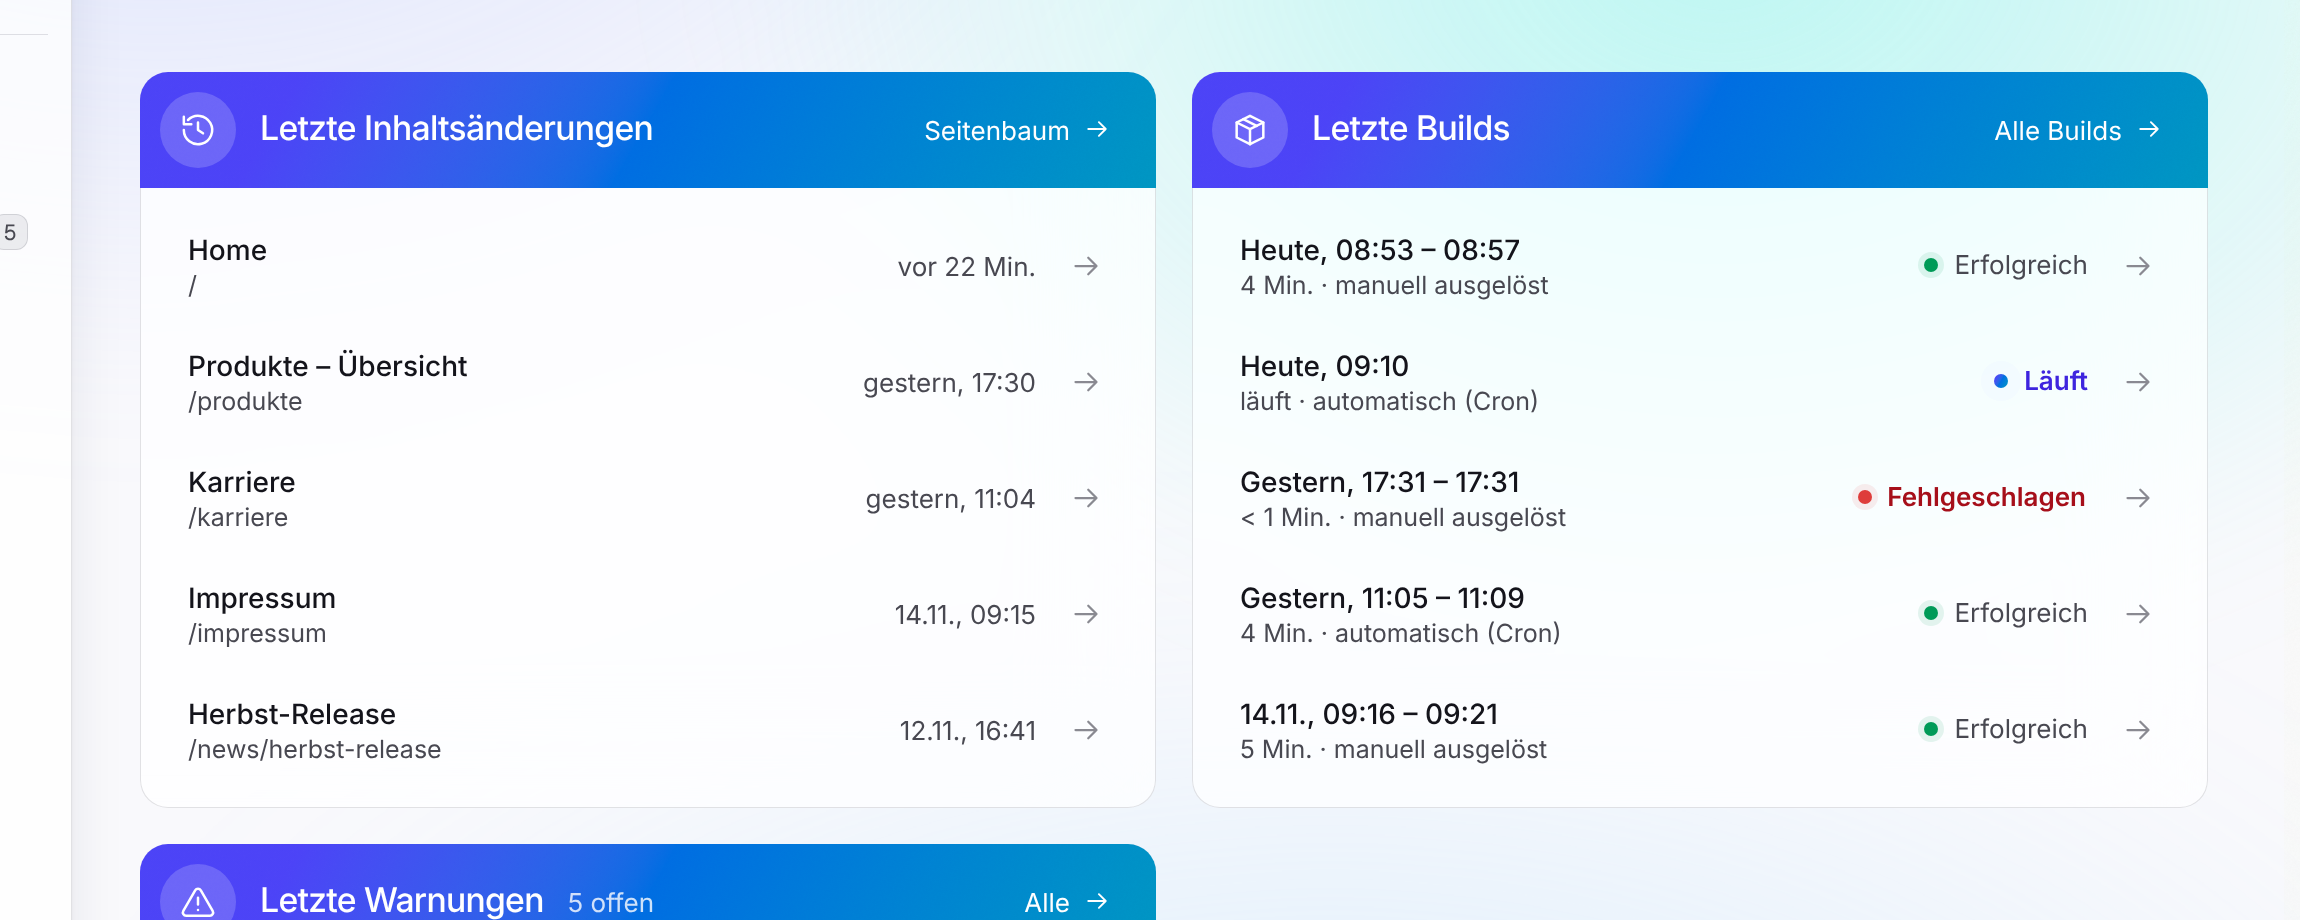 5
Letzte Inhaltsänderungen
Seitenbaum →
Home
/
vor 22 Min. →
Produkte – Übersicht
/produkte
gestern, 17:30 →
Karriere
/karriere
gestern, 11:04 →
Impressum
/impressum
14.11., 09:15 →
Herbst-Release
/news/herbst-release
12.11., 16:41 →
Letzte Builds
Alle Builds →
Heute, 08:53 – 08:57
4 Min. · manuell ausgelöst
Erfolgreich →
Heute, 09:10
läuft · automatisch (Cron)
Läuft →
Gestern, 17:31 – 17:31
< 1 Min. · manuell ausgelöst
Fehlgeschlagen →
Gestern, 11:05 – 11:09
4 Min. · automatisch (Cron)
Erfolgreich →
14.11., 09:16 – 09:21
5 Min. · manuell ausgelöst
Erfolgreich →
Letzte Warnungen 5 offen
Alle →